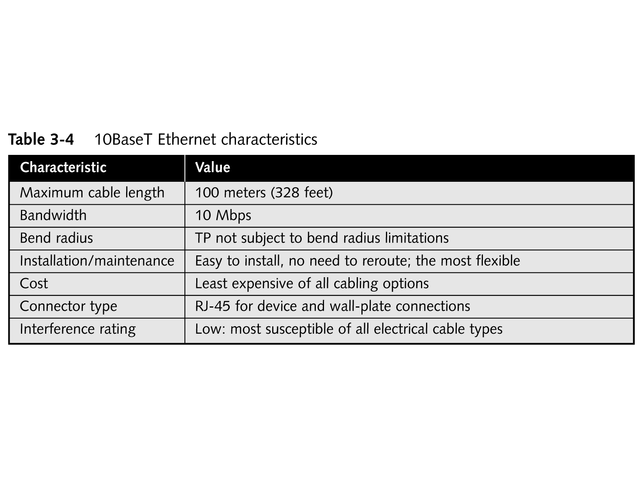 Table 3-4 10BaseT Ethernet characteristics
Characteristic Value
Maximum cable length 100 meters (328 feet)
Bandwidth 10 Mbps
Bend radius TP not subject to bend radius limitations
Installation/maintenance Easy to install, no need to reroute; the most flexible
Cost Least expensive of all cabling options
Connector type RJ-45 for device and wall-plate connections
Interference rating Low: most susceptible of all electrical cable types